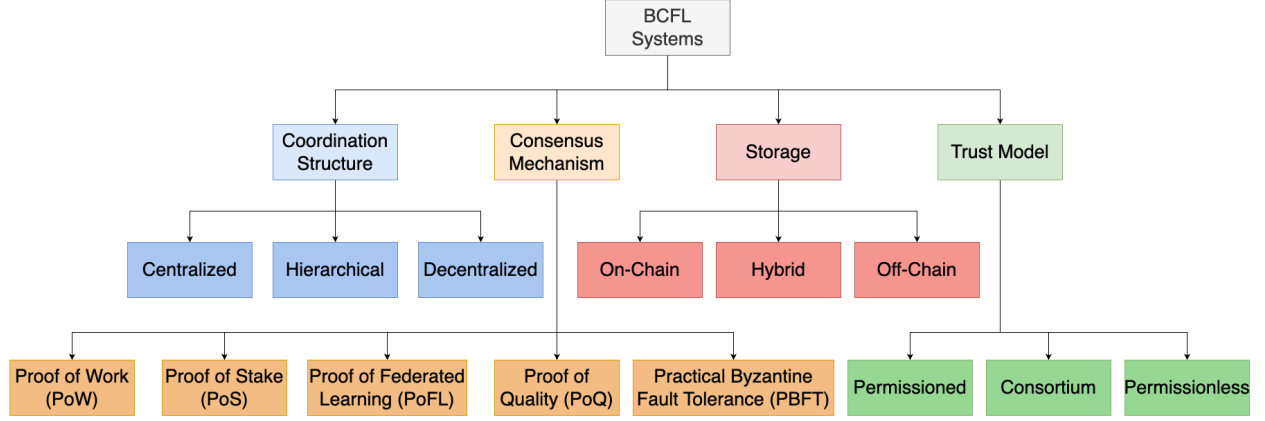 BCFL
Systems
Coordination
Structure
Consensus
Mechanism
Storage
Trust Model
Centralized
Hierarchical
Decentralized
On-Chain
Hybrid
Off-Chain
Proof of Work
(PoW)
Proof of Stake
(PoS)
Proof of Federated
Learning (PoFL)
Proof of
Quality (PoQ)
Practical Byzantine
Fault Tolerance (PBFT)
Permissioned
Consortium
Permissionless